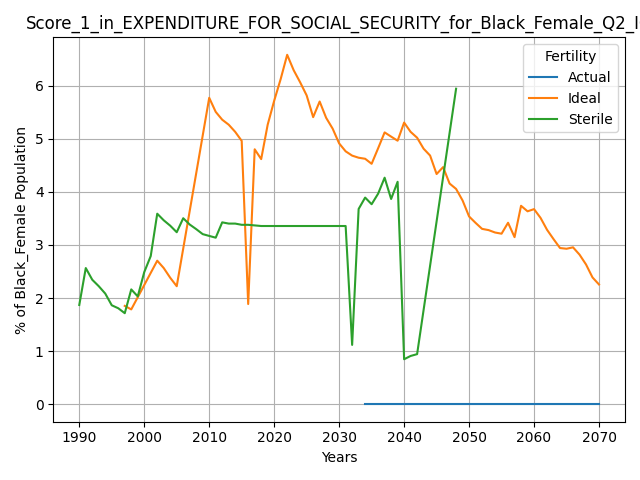 Score_1_in_EXPENDITURE_FOR_SOCIAL_SECURITY_for_Black_Female_Q2_I
Fertility
Actual
Ideal
Sterile
% of Black_Female Population
6
5
4
3
2
1
0
1990 2000 2010 2020 2030 2040 2050 2060 2070
Years